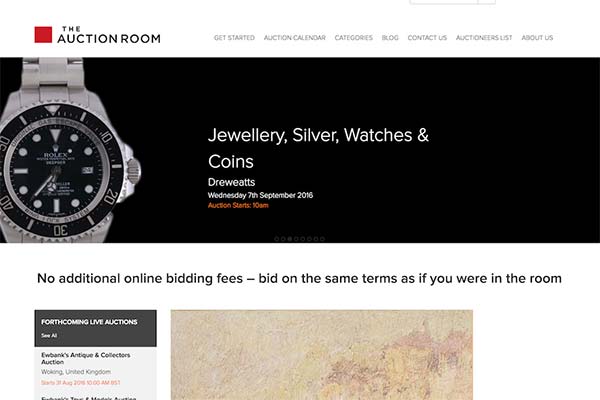 THE
AUCTION ROOM
GET STARTED AUCTION CALENDAR CATEGORIES BLOG CONTACT US AUCTIONEERS LIST ABOUT US
ROLEX
Jewellery, Silver, Watches &
Coins
Dreweatts
Wednesday 7th September 2016
Auction Starts: 10am
No additional online bidding fees – bid on the same terms as if you were in the room
FORTHCOMING LIVE AUCTIONS
See All
Ewbank's Antique & Collectors
Auction
Woking, United Kingdom
Starts 31 Aug 2016 10:00 AM BST
Ewbank's Toys & Models Auction